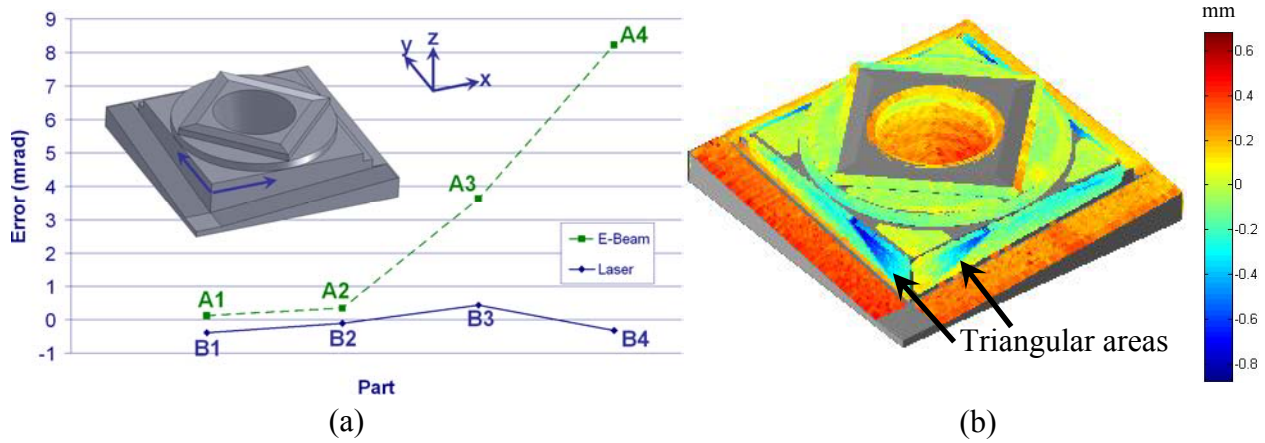 9
8
7
6
5
4
3
2
1
0
-1
Error (mrad)
Part
A1
A2
A3
A4
B1
B2
B3
B4
y
z
x
E-Beam
Laser
(a)
mm
0.6
0.4
0.2
0
-0.2
-0.4
-0.6
-0.8
Triangular areas
(b)